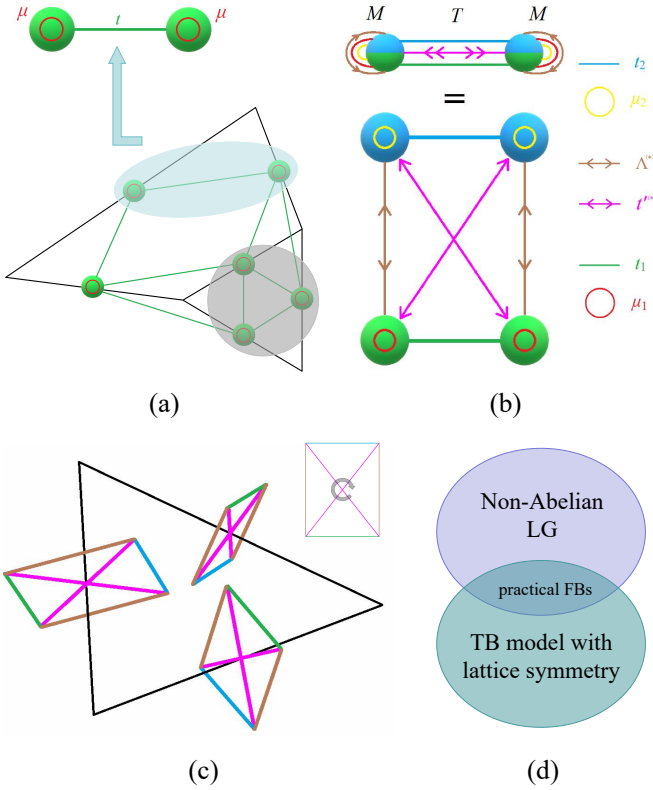 μ t μ
(a)
M T M
=
t₂
μ₂
t₁
μ₁
(b)
(c)
Non-Abelian
LG
practical FBs
TB model with
lattice symmetry
(d)